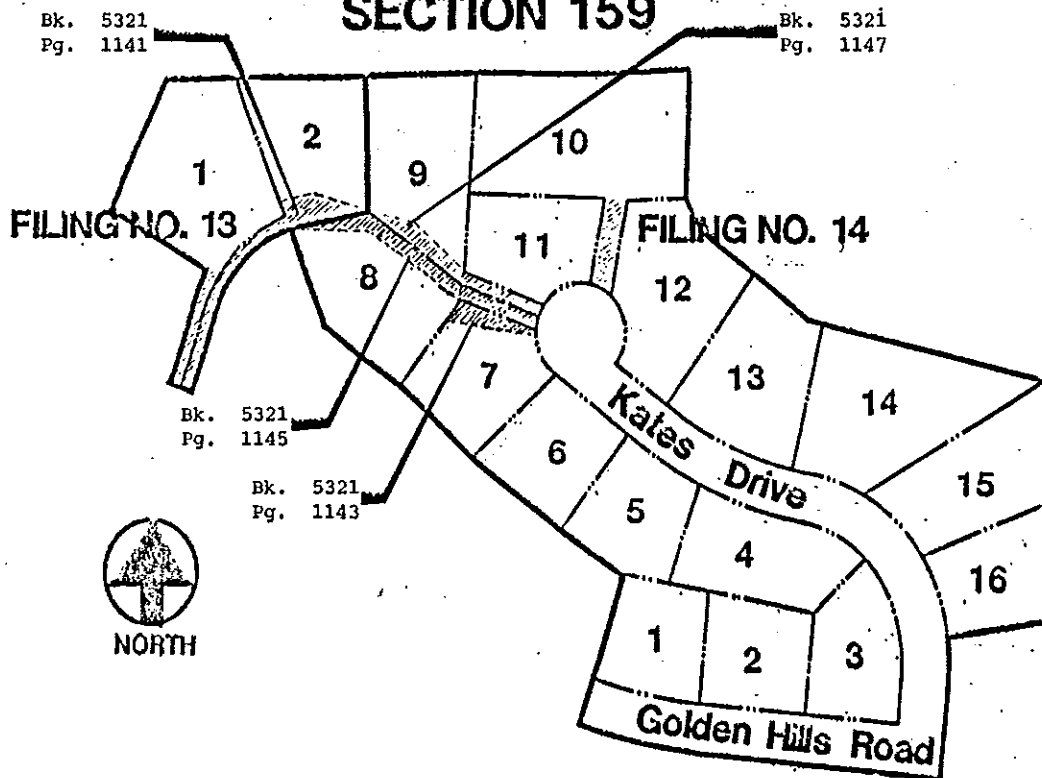 SECTION 159
Bk. 5321
Pg. 1141
Bk. 5321
Pg. 1147
2
10
9
1
FILING NO. 13
FILING NO. 14
11
8
12
7
13
14
Kates Drive
Bk. 5321
Pg. 1145
6
Bk. 5321
Pg. 1143
5
15
4
16
NORTH
1
2
3
Golden Hills Road